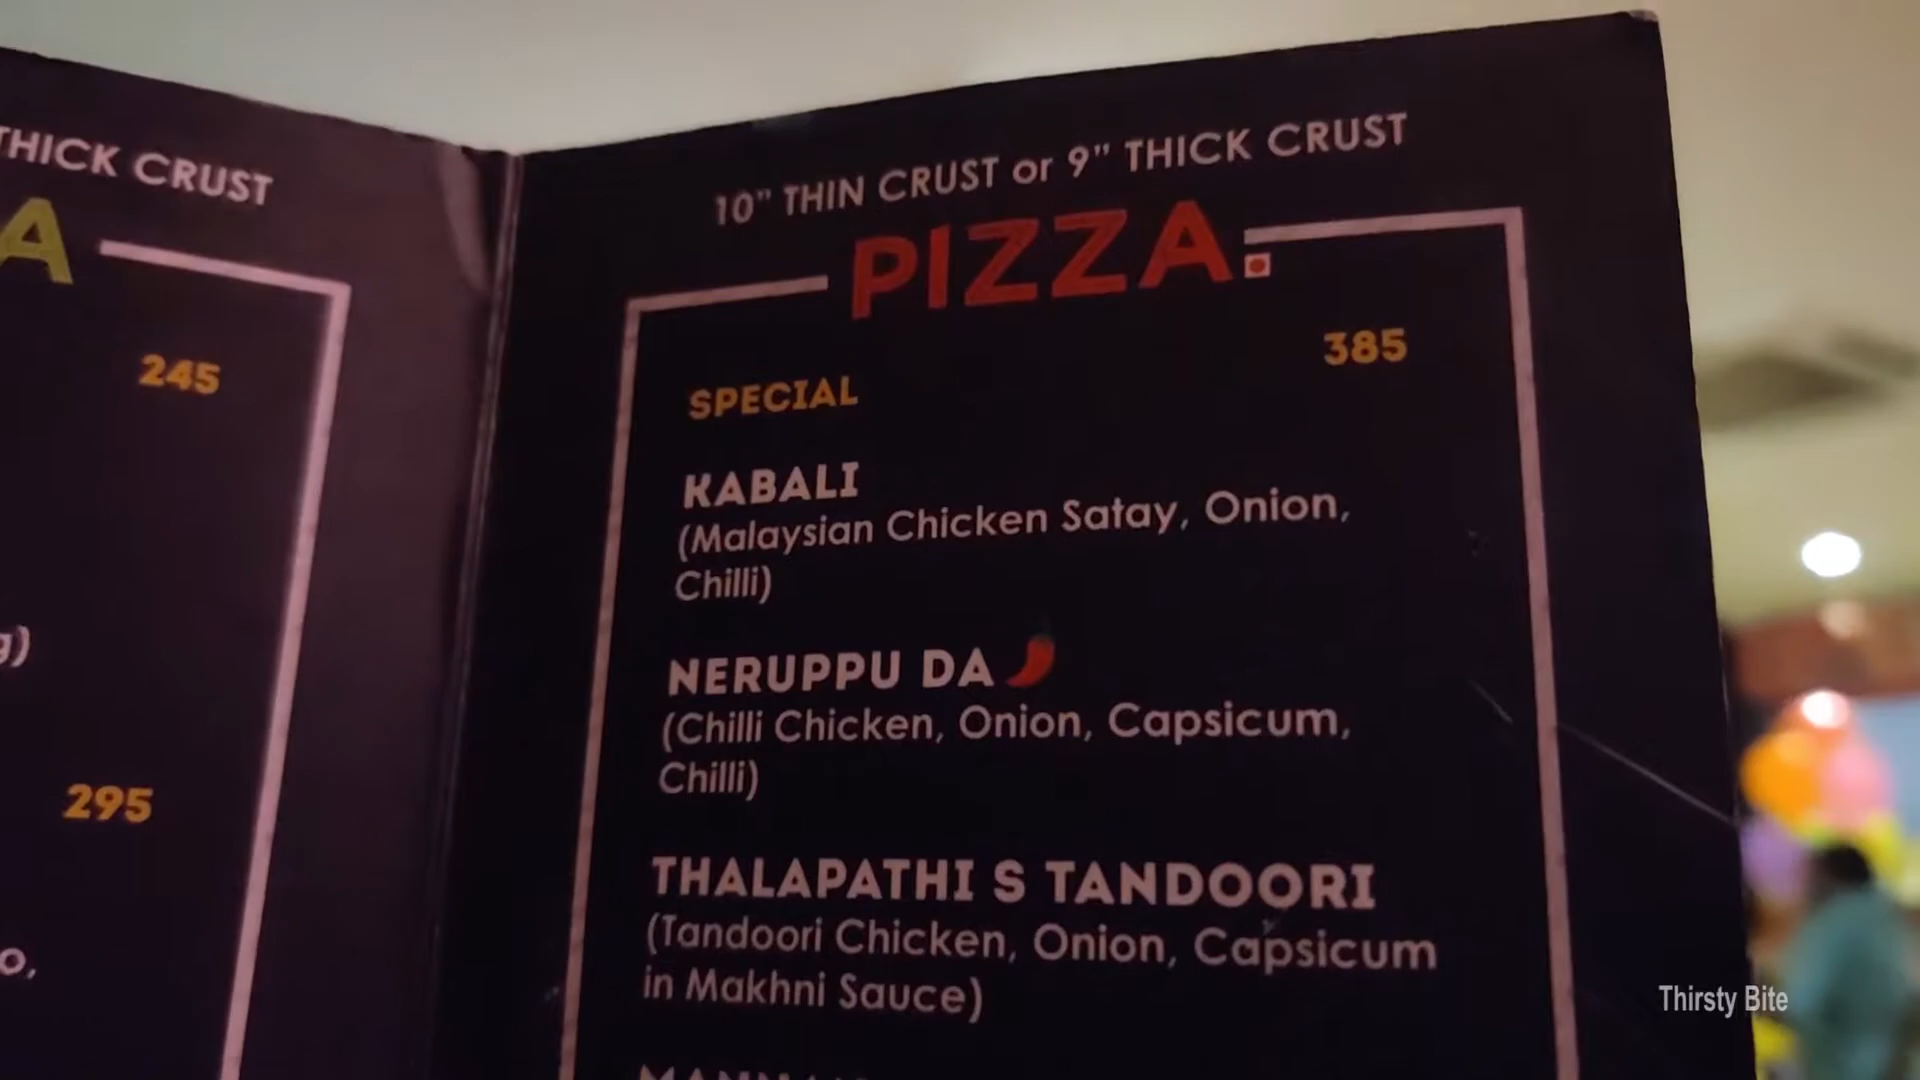 THICK CRUST
A
245
295
10" THIN CRUST or 9" THICK CRUST
PIZZA
385
SPECIAL
KABALI
(Malaysian Chicken Satay, Onion,
Chilli)
NERUPPU DA
(Chilli Chicken, Onion, Capsicum,
Chilli)
THALAPATHI S TANDOORI
(Tandoori Chicken, Onion, Capsicum
in Makhni Sauce)
Thirsty Bite